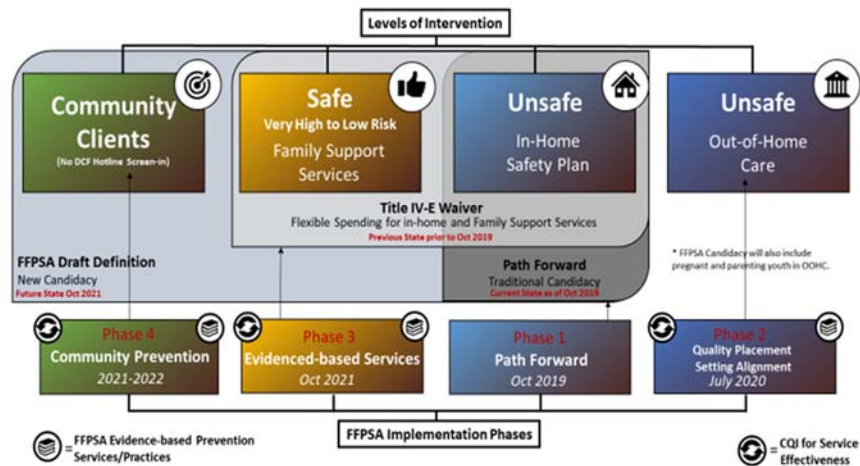 Levels of Intervention
Community
Clients
(No DCF Hotline Screen-in)
Safe
Very High to Low Risk
Family Support
Services
Unsafe
In-Home
Safety Plan
Unsafe
Out-of-Home
Care
Title IV-E Waiver
Flexible Spending for in-home and Family Support Services
Previous State prior to Oct 2019
FFPSA Draft Definition
New Candidacy
Future State Oct 2021
Path Forward
Traditional Candidacy
Current State as of Oct 2019
* FFPSA Candidacy will also include
pregnant and parenting youth in OOHC.
Phase 4
Community Prevention
2021-2022
Phase 3
Evidenced-based Services
Oct 2021
Phase 1
Path Forward
Oct 2019
Phase 2
Quality Placement
Setting Alignment
July 2020
FFPSA Implementation Phases
=FFPSA Evidence-based Prevention
Services/Practices
=CQI for Service
Effectiveness